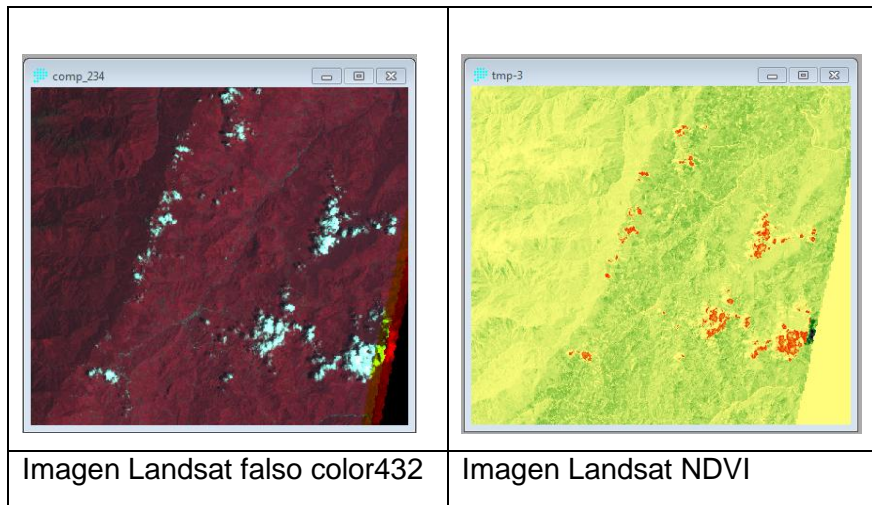 comp_234
tmp-3
Imagen Landsat falso color432
Imagen Landsat NDVI